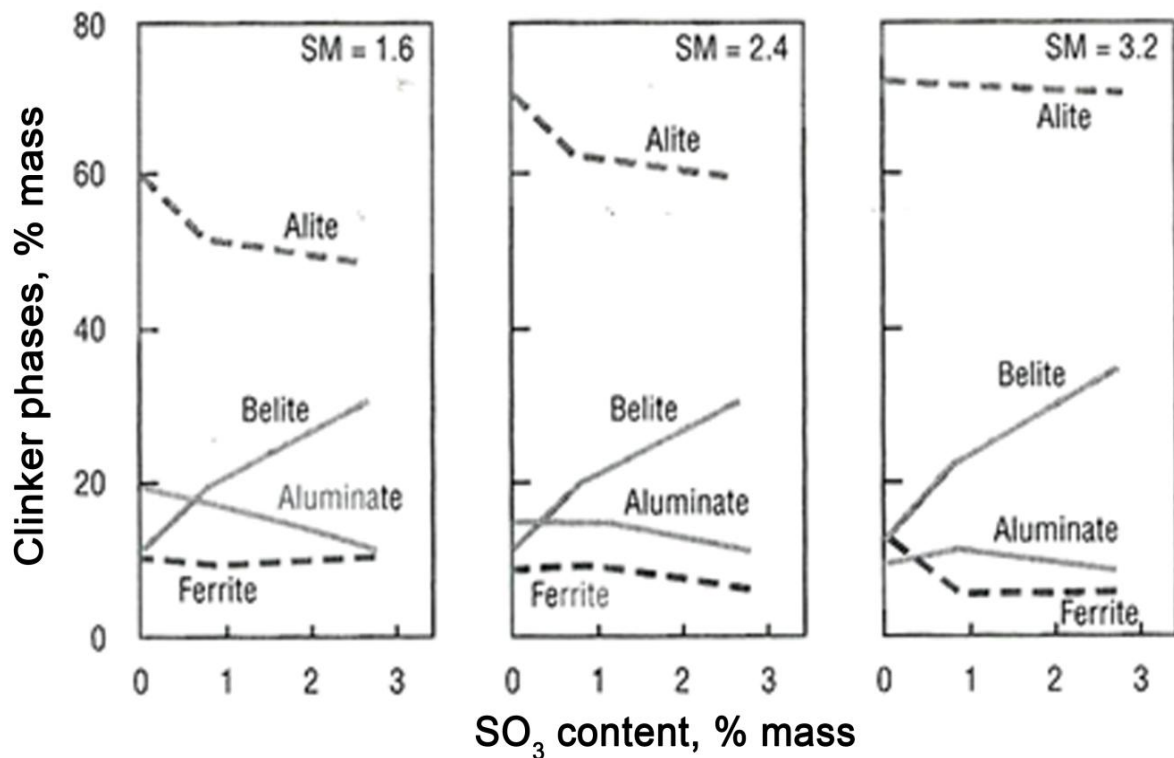 Clinker phases, % mass
80
60
40
20
0
SM = 1.6
Alite
Belite
Aluminate
Ferrite
0 1 2 3
SM = 2.4
Alite
Belite
Aluminate
Ferrite
0 1 2 3
SM = 3.2
Alite
Belite
Aluminate
Ferrite
0 1 2 3
SO₃ content, % mass